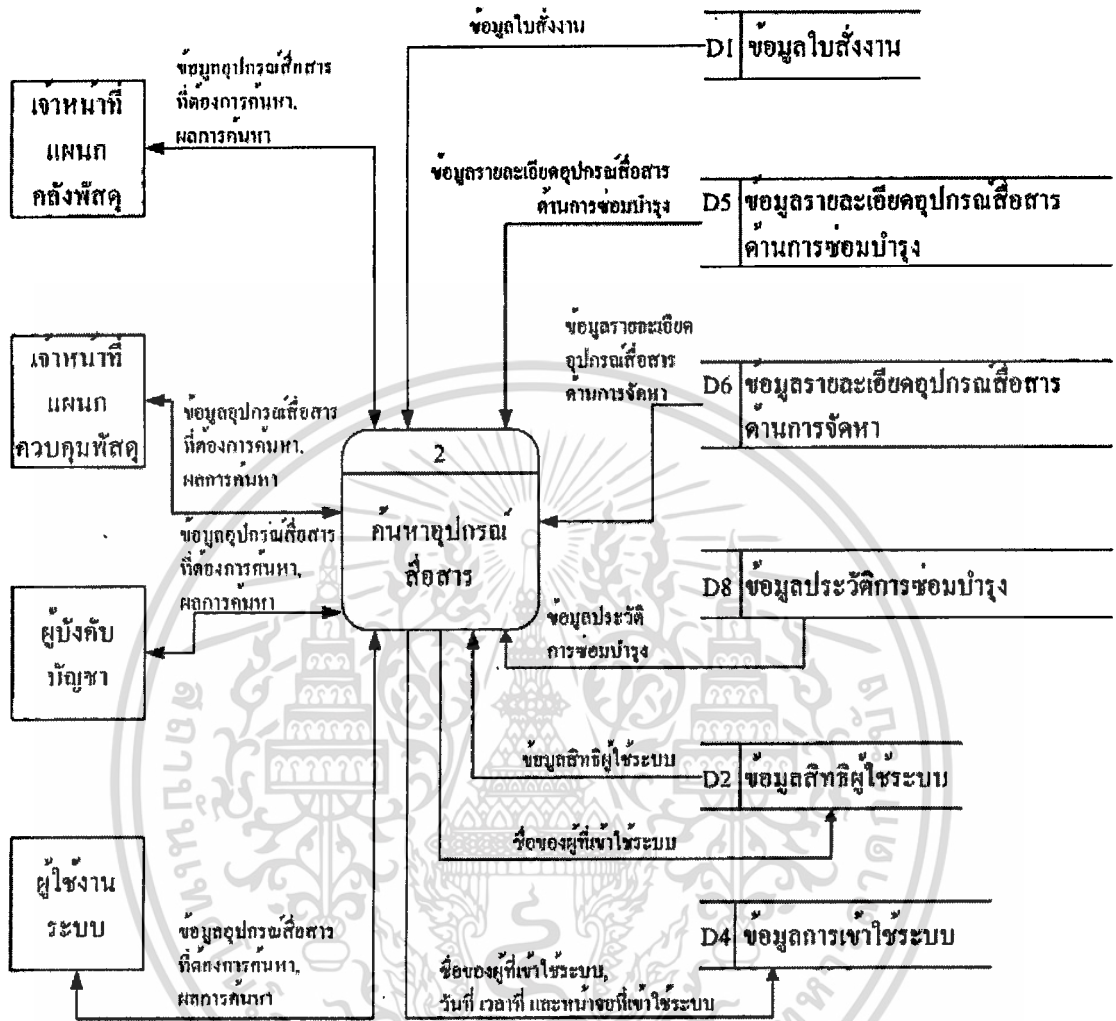 ข้อมูลใบสั่งงาน
D1 ข้อมูลใบสั่งงาน
เจ้าหน้าที่
แผนก
คลังพัสดุ
ข้อมูลอุปกรณ์สื่อสาร
ที่ต้องการค้นหา,
ผลการค้นหา
ข้อมูลรายละเอียดอุปกรณ์สื่อสาร
ด้านการซ่อมบำรุง
D5 ข้อมูลรายละเอียดอุปกรณ์สื่อสาร
ด้านการซ่อมบำรุง
เจ้าหน้าที่
แผนก
ควบคุมพัสดุ
ข้อมูลอุปกรณ์สื่อสาร
ที่ต้องการค้นหา,
ผลการค้นหา
ข้อมูลรายละเอียด
อุปกรณ์สื่อสาร
ด้านการจัดหา
D6 ข้อมูลรายละเอียดอุปกรณ์สื่อสาร
ด้านการจัดหา
2
ค้นหาอุปกรณ์
สื่อสาร
ผู้บังคับ
บัญชา
ข้อมูลอุปกรณ์สื่อสาร
ที่ต้องการค้นหา,
ผลการค้นหา
D8 ข้อมูลประวัติการซ่อมบำรุง
ข้อมูลประวัติ
การซ่อมบำรุง
ข้อมูลสิทธิผู้ใช้ระบบ
D2 ข้อมูลสิทธิผู้ใช้ระบบ
ชื่อของผู้ที่เข้าใช้ระบบ
ผู้ใช้งาน
ระบบ
ข้อมูลอุปกรณ์สื่อสาร
ที่ต้องการค้นหา,
ผลการค้นหา
D4 ข้อมูลการเข้าใช้ระบบ
ชื่อของผู้ที่เข้าใช้ระบบ,
วันที่ เวลาที่ และหน้าจอที่เข้าใช้ระบบ